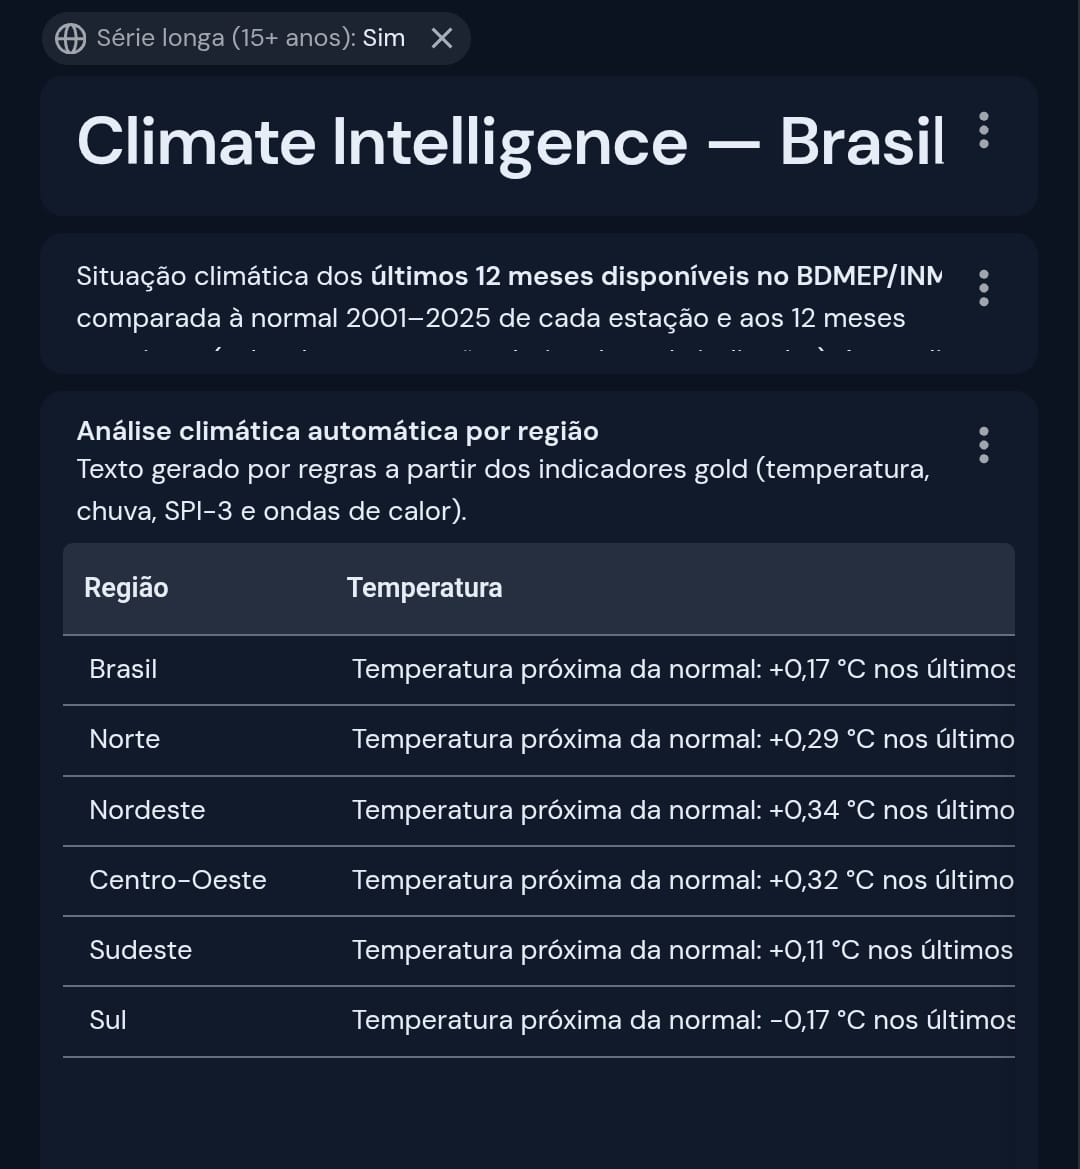 Série longa (15+ anos): Sim
Climate Intelligence — Brasil
Situação climática dos últimos 12 meses disponíveis no BDMEP/INM
comparada à normal 2001–2025 de cada estação e aos 12 meses
Análise climática automática por região
Texto gerado por regras a partir dos indicadores gold (temperatura,
chuva, SPI-3 e ondas de calor).
Região Temperatura
Brasil Temperatura próxima da normal: +0,17 °C nos últimos
Norte Temperatura próxima da normal: +0,29 °C nos último
Nordeste Temperatura próxima da normal: +0,34 °C nos último
Centro-Oeste Temperatura próxima da normal: +0,32 °C nos último
Sudeste Temperatura próxima da normal: +0,11 °C nos últimos
Sul Temperatura próxima da normal: -0,17 °C nos últimos